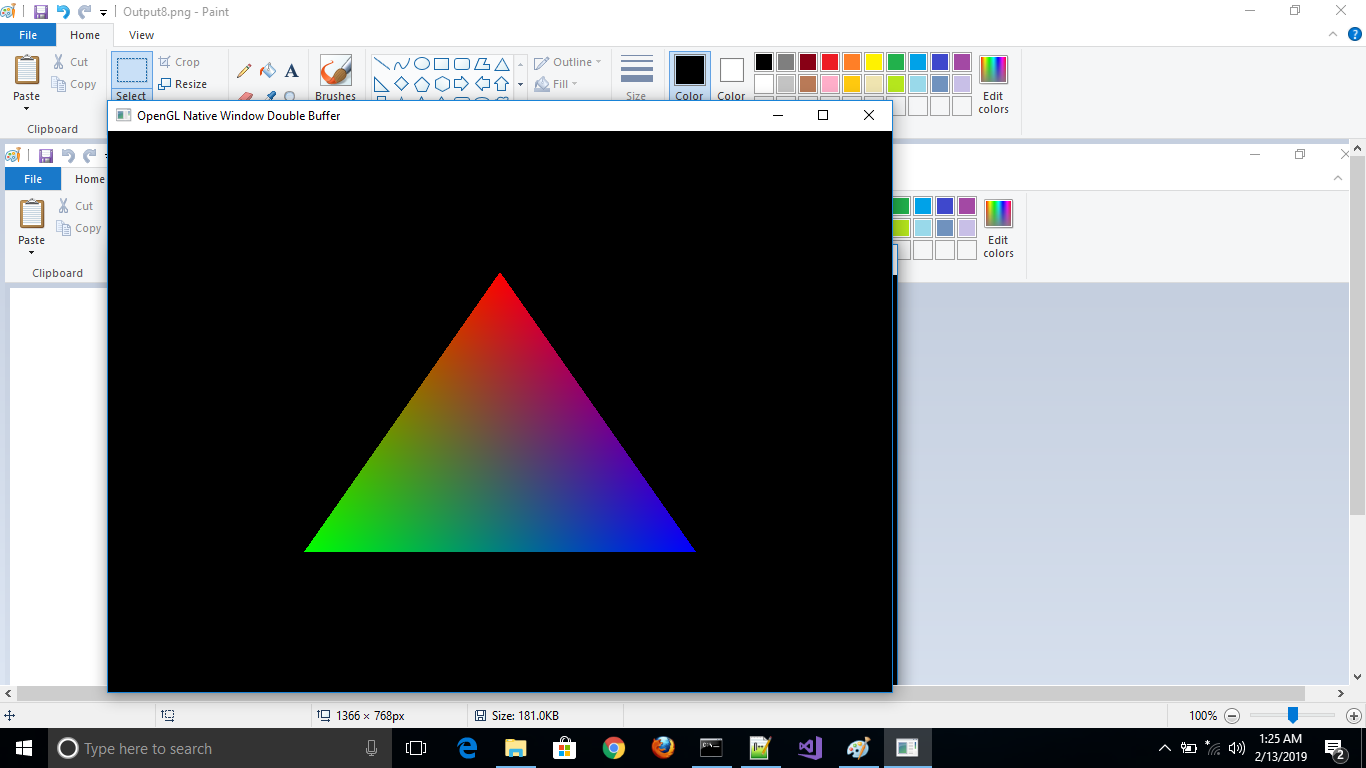 Output8.png - Paint
File Home View
Paste
Cut
Copy
Clipboard
Select
Crop
Resize
A
Brushes
Outline
Fill
Size
Color
Color
Edit
colors
OpenGL Native Window Double Buffer
File Home
Paste
Cut
Copy
Clipboard
Edit
colors
1366 × 768px
Size: 181.0KB
100%
Type here to search
1:25 AM
2/13/2019
2